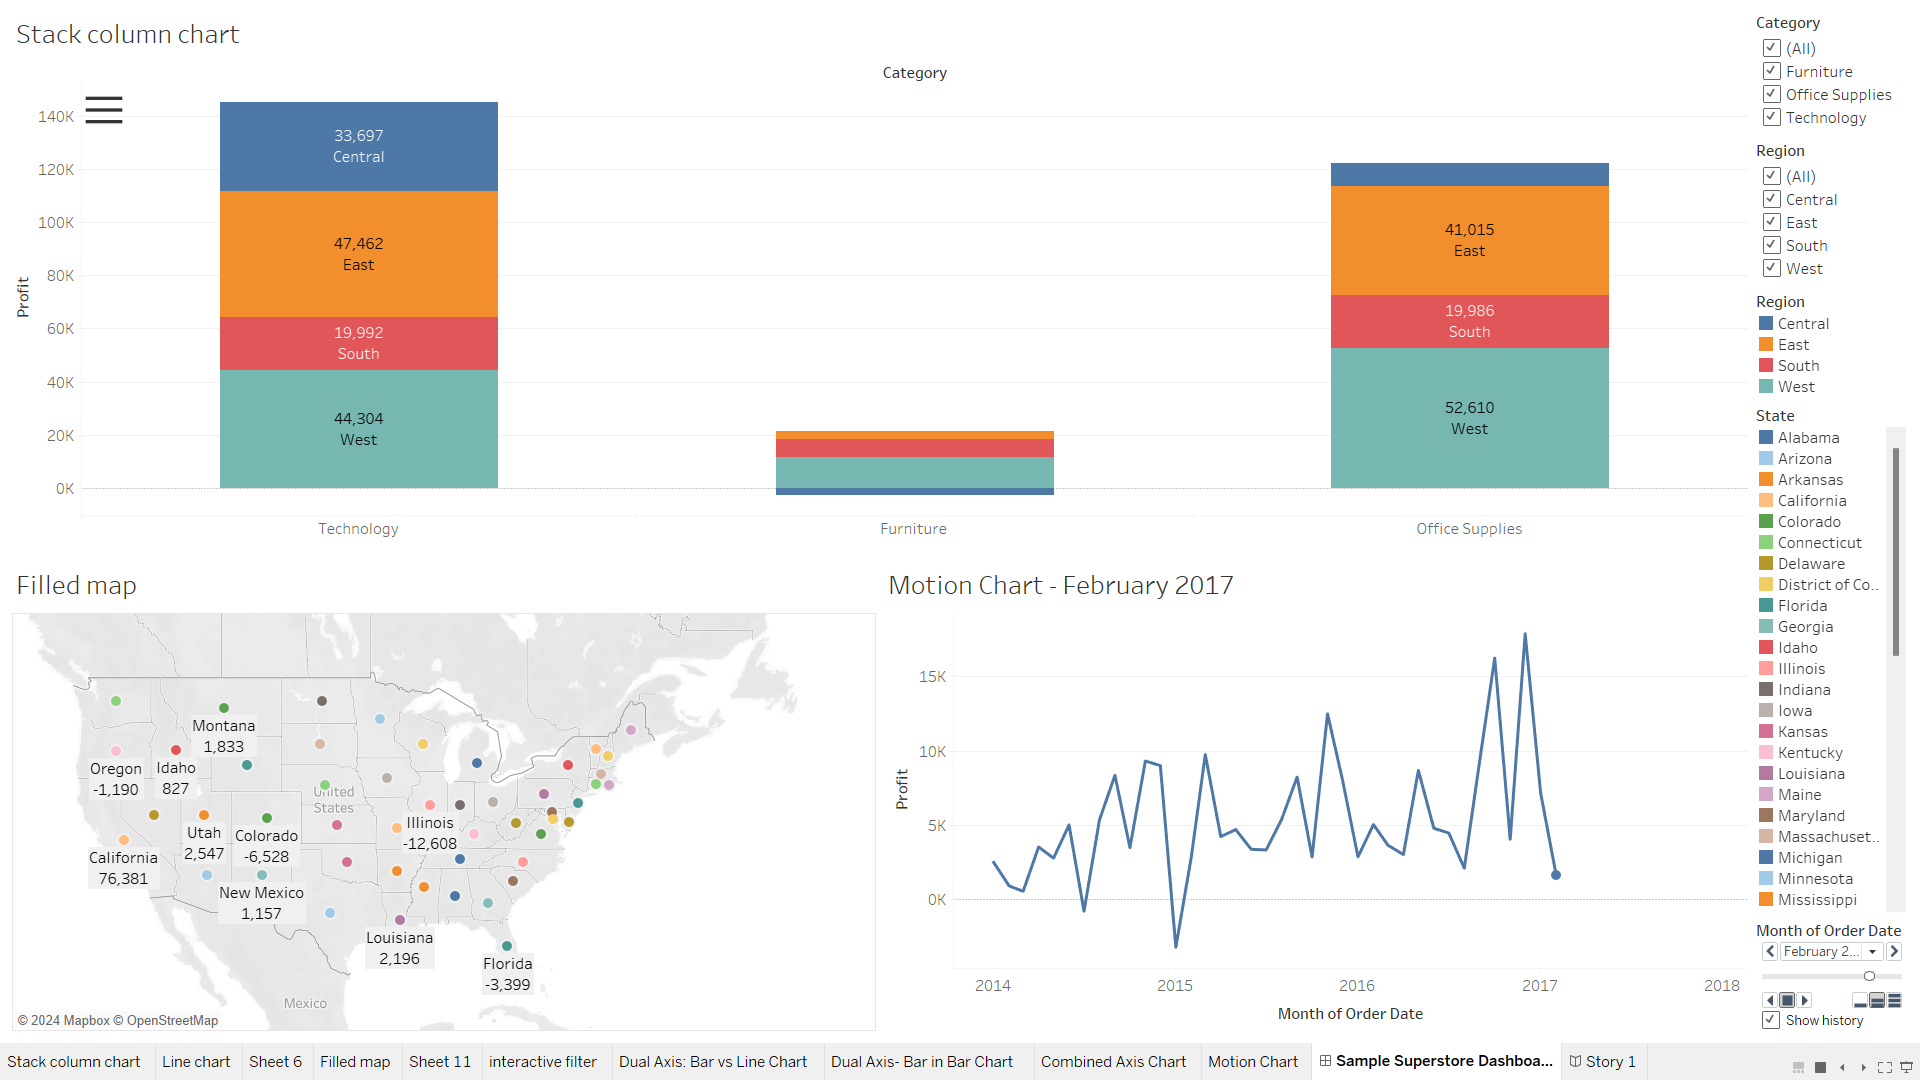 Stack column chart
Category
Profit
140K
120K
100K
80K
60K
40K
20K
0K
33,697
Central
47,462
East
19,992
South
44,304
West
41,015
East
19,986
South
52,610
West
Technology
Furniture
Office Supplies
Filled map
Montana
1,833
Oregon
-1,190
Idaho
827
United
States
Utah
2,547
Colorado
-6,528
Illinois
-12,608
California
76,381
New Mexico
1,157
Louisiana
2,196
Florida
-3,399
Mexico
© 2024 Mapbox © OpenStreetMap
Motion Chart - February 2017
Profit
15K
10K
5K
0K
2014
2015
2016
2017
2018
Month of Order Date
Category
(All)
Furniture
Office Supplies
Technology
Region
(All)
Central
East
South
West
Region
Central
East
South
West
State
Alabama
Arizona
Arkansas
California
Colorado
Connecticut
Delaware
District of Co..
Florida
Georgia
Idaho
Illinois
Indiana
Iowa
Kansas
Kentucky
Louisiana
Maine
Maryland
Massachuset..
Michigan
Minnesota
Mississippi
Month of Order Date
February 2...
Show history
Stack column chart
Line chart
Sheet 6
Filled map
Sheet 11
interactive filter
Dual Axis: Bar vs Line Chart
Dual Axis- Bar in Bar Chart
Combined Axis Chart
Motion Chart
Sample Superstore Dashboa...
Story 1